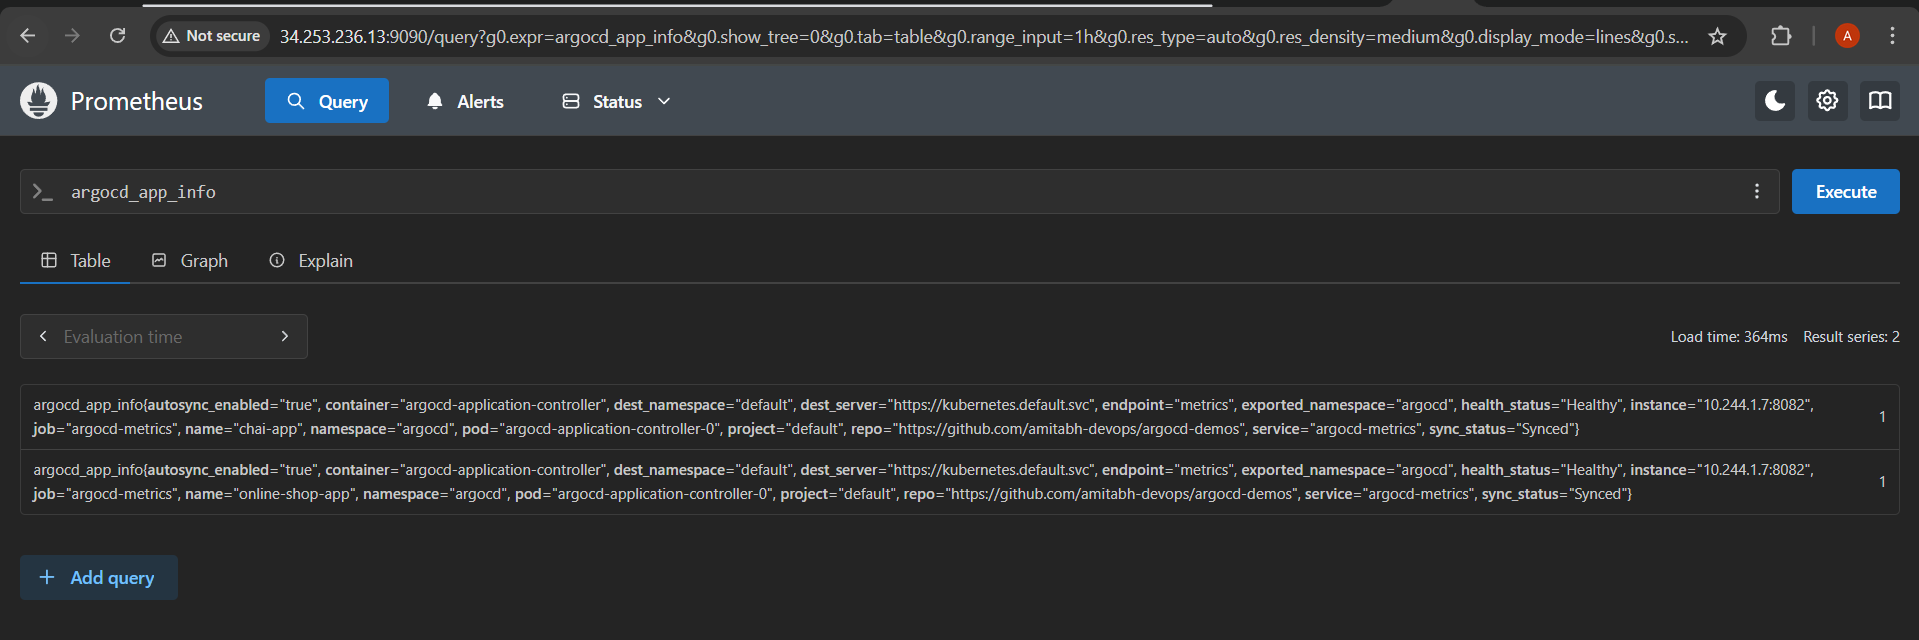 Not secure 34.253.236.13:9090/query?g0.expr=argocd_app_info&g0.show_tree=0&g0.tab=table&g0.range_input=1h&g0.res_type=auto&g0.res_density=medium&g0.display_mode=lines&g0.s... A
Prometheus Query Alerts Status
>_ argocd_app_info Execute
Table Graph Explain
Evaluation time Load time: 364ms Result series: 2
argocd_app_info{autosync_enabled="true", container="argocd-application-controller", dest_namespace="default", dest_server="https://kubernetes.default.svc", endpoint="metrics", exported_namespace="argocd", health_status="Healthy", instance="10.244.1.7:8082",
job="argocd-metrics", name="chai-app", namespace="argocd", pod="argocd-application-controller-0", project="default", repo="https://github.com/amitabh-devops/argocd-demos", service="argocd-metrics", sync_status="Synced"} 1
argocd_app_info{autosync_enabled="true", container="argocd-application-controller", dest_namespace="default", dest_server="https://kubernetes.default.svc", endpoint="metrics", exported_namespace="argocd", health_status="Healthy", instance="10.244.1.7:8082",
job="argocd-metrics", name="online-shop-app", namespace="argocd", pod="argocd-application-controller-0", project="default", repo="https://github.com/amitabh-devops/argocd-demos", service="argocd-metrics", sync_status="Synced"} 1
+ Add query